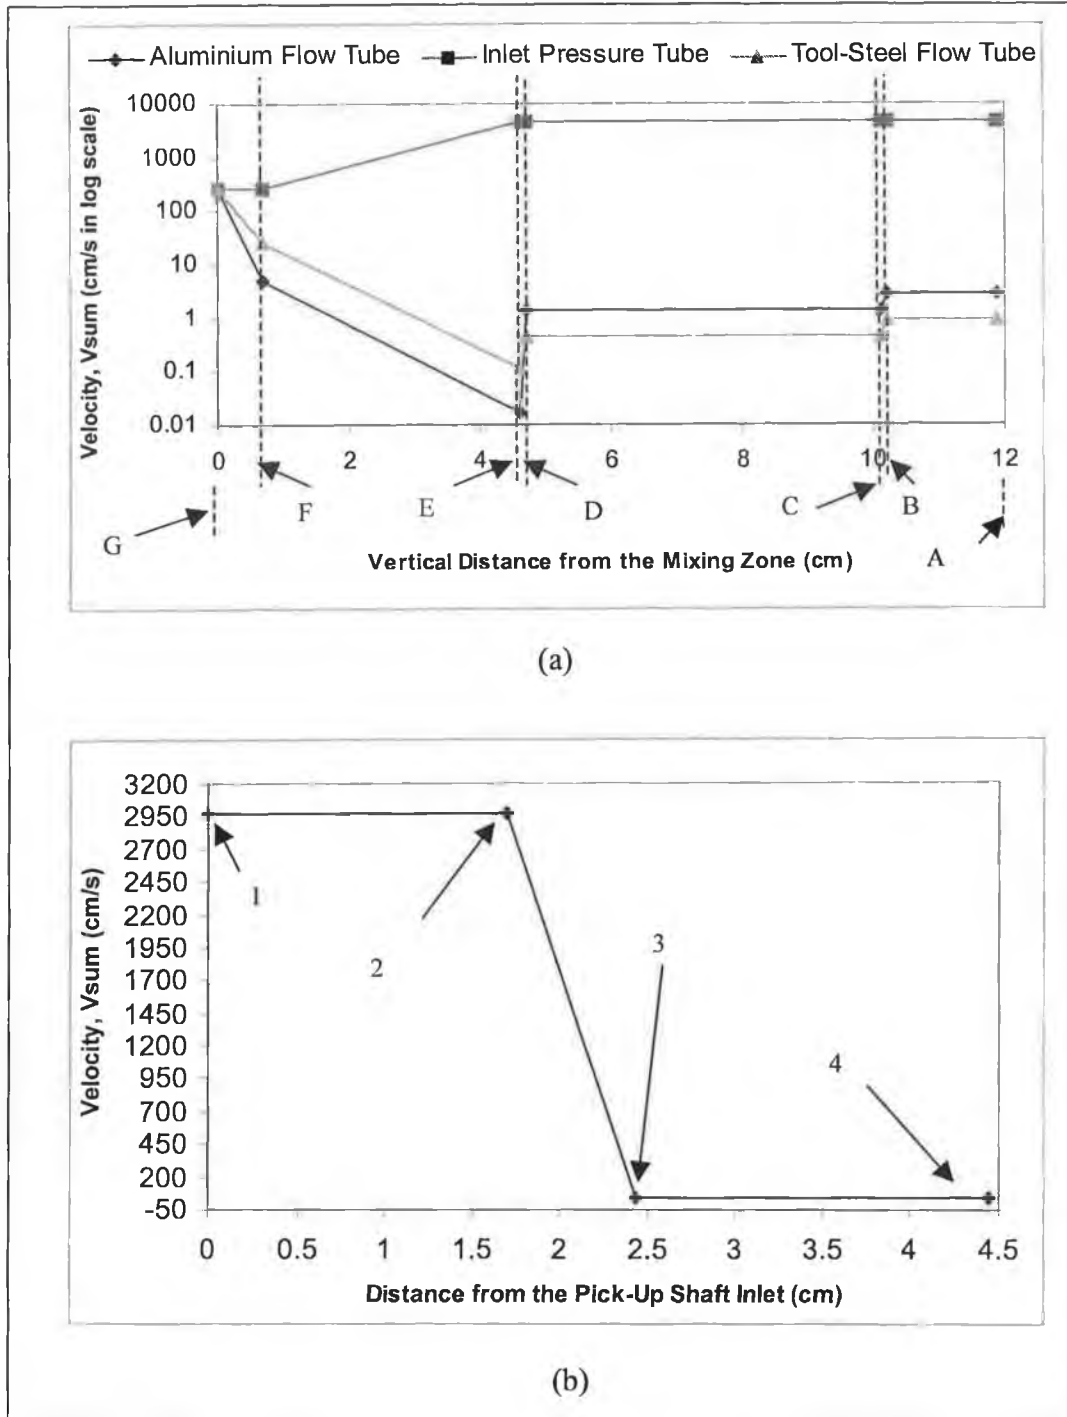 Aluminium Flow Tube Inlet Pressure Tube Tool-Steel Flow Tube
Velocity, Vsum (cm/s in log scale)
10000
1000
100
10
1
0.1
0.01
0 2 4 6 8 10 12
G F E D C B A
Vertical Distance from the Mixing Zone (cm)
(a)
Velocity, Vsum (cm/s)
3200
2950
2700
2450
2200
1950
1700
1450
1200
950
700
450
200
-50
1
2
3
4
0 0.5 1 1.5 2 2.5 3 3.5 4 4.5
Distance from the Pick-Up Shaft Inlet (cm)
(b)